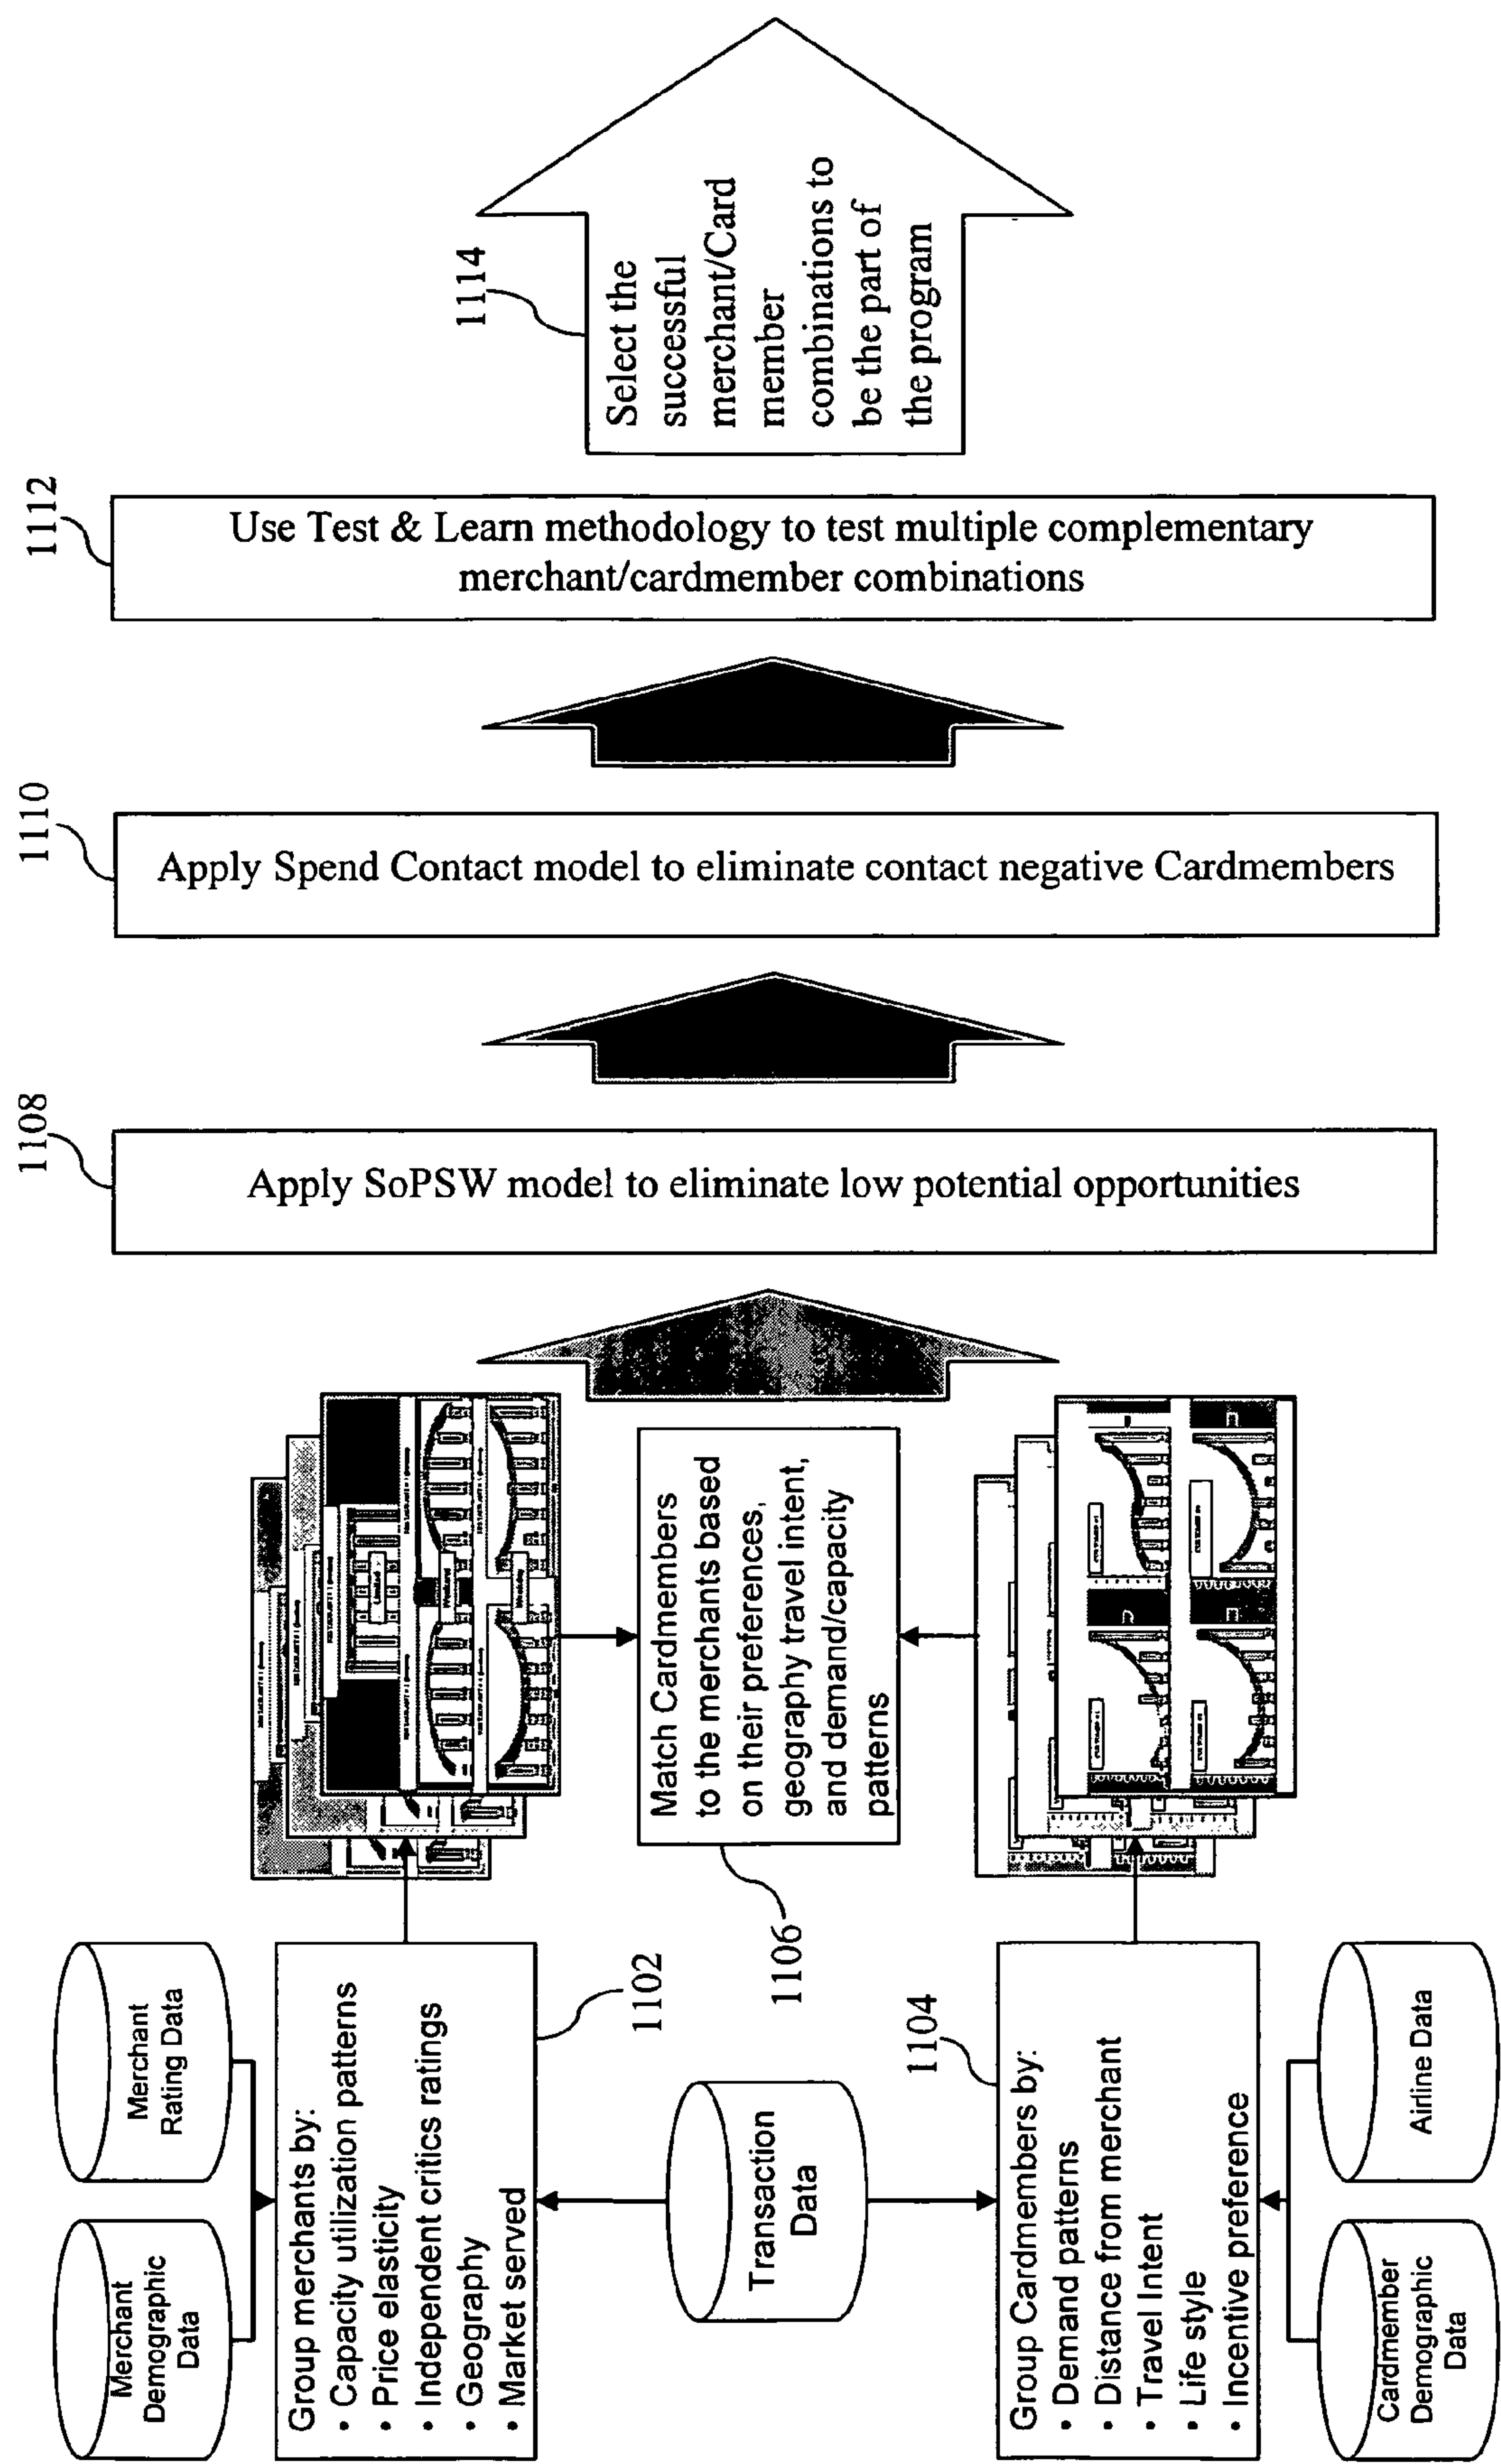 Merchant
Demographic
Data
Merchant
Rating Data
Group merchants by:
• Capacity utilization patterns
• Price elasticity
• Independent critics ratings
• Geography
• Market served
1102
Transaction
Data
1104
Group Cardmembers by:
• Demand patterns
• Distance from merchant
• Travel Intent
• Life style
• Incentive preference
Cardmember
Demographic
Data
Airline Data
Match Cardmembers
to the merchants based
on their preferences,
geography travel intent,
and demand/capacity
patterns
1106
1108
Apply SoPSW model to eliminate low potential opportunities
1110
Apply Spend Contact model to eliminate contact negative Cardmembers
1112
Use Test & Learn methodology to test multiple complementary
merchant/cardmember combinations
1114
Select the
successful
merchant/Card
member
combinations to
be the part of
the program